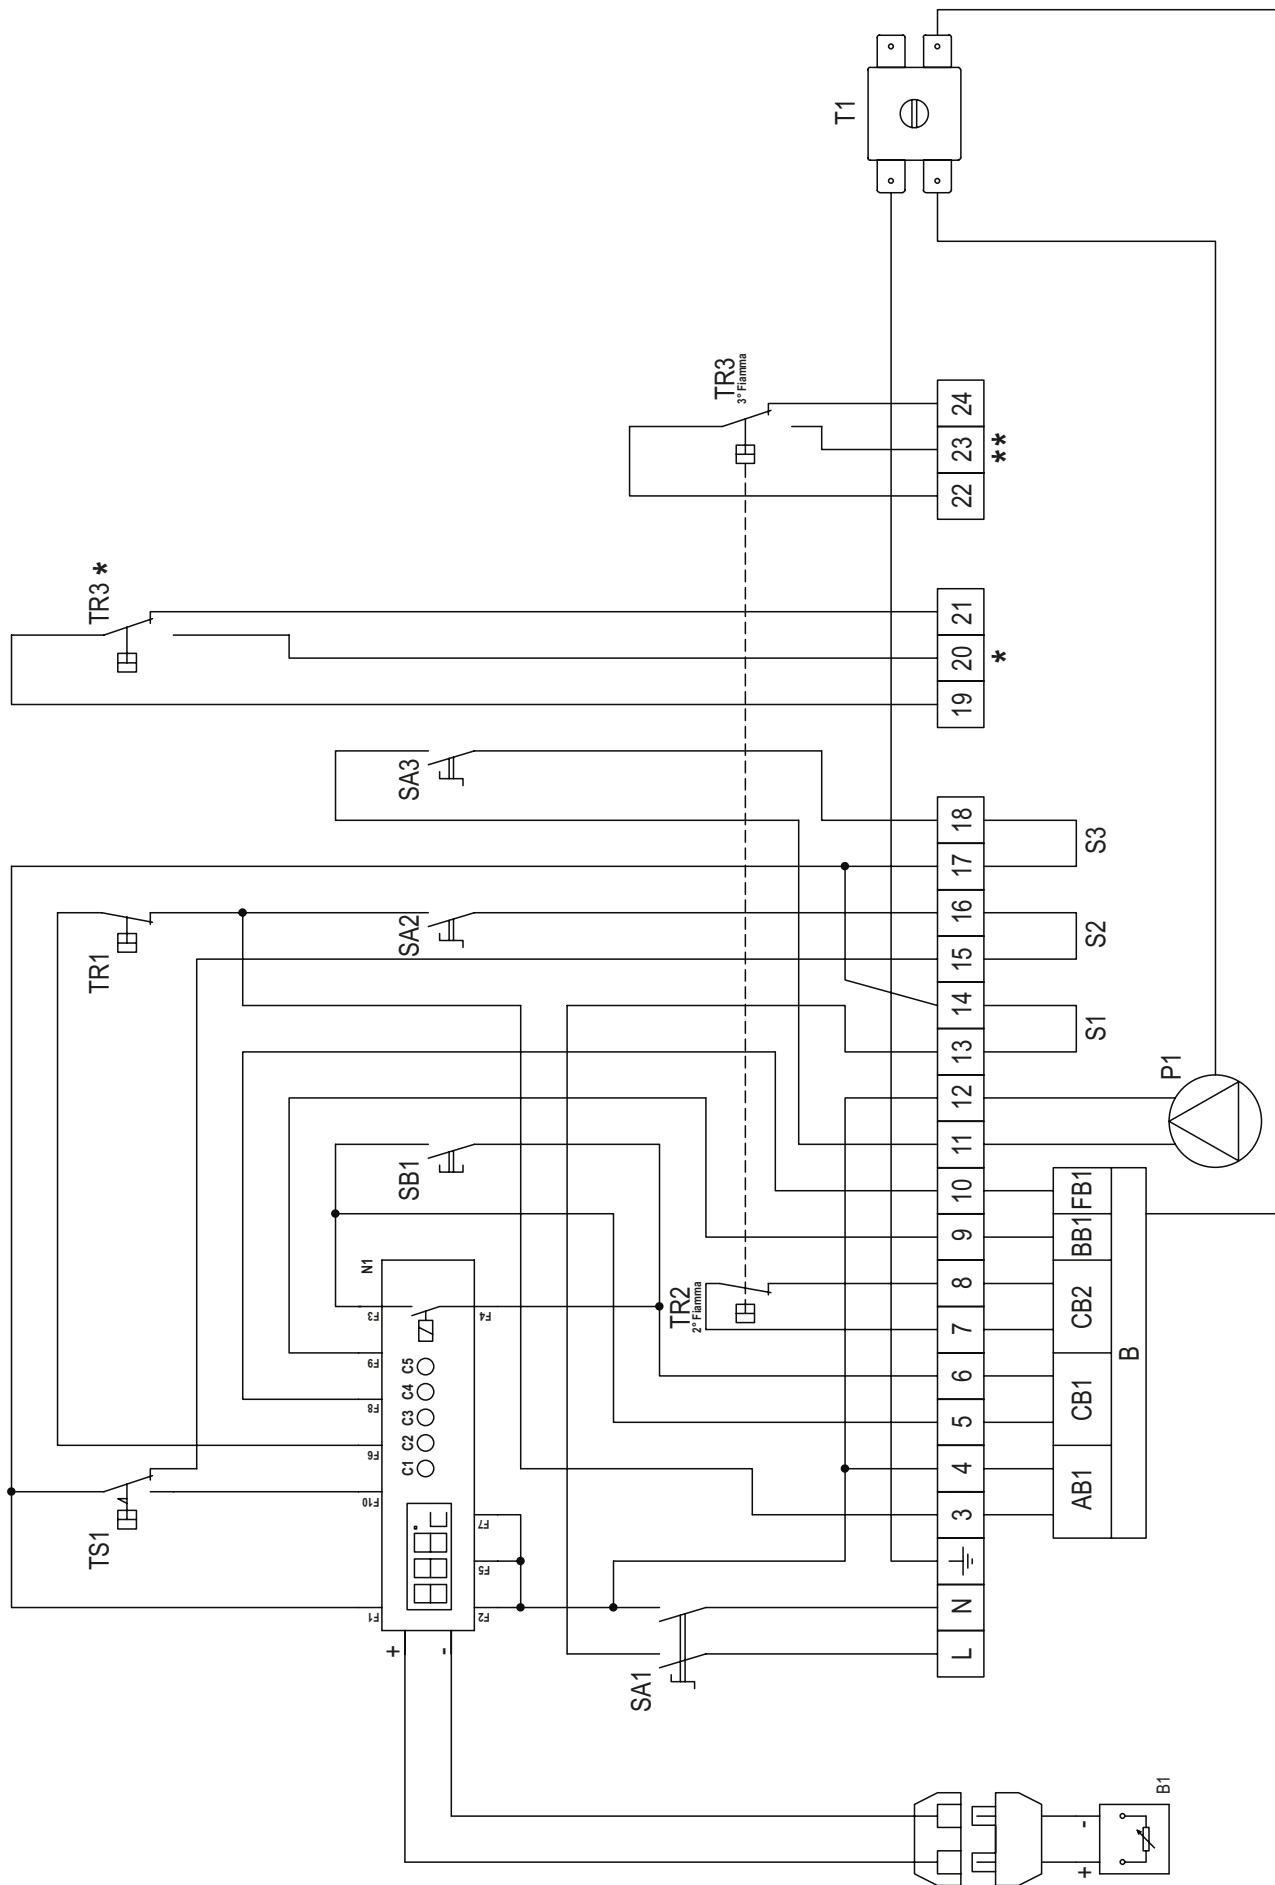 T1
TR3 *
TR3
3° Fiamma
24
23
22
**
21
20
19
*
SA3
TR1
SA2
18
17
16
15
14
13
12
11
10
9
8
7
6
5
4
3
N
L
S3
S2
S1
P1
SB1
N1
F3
F4
F9
F8
F6
F10
F1
F7
F5
F2
C5
C4
C3
C2
C1
TR2
2° Fiamma
TS1
FB1
BB1
CB2
CB1
AB1
B
SA1
+
-
B1
-
+